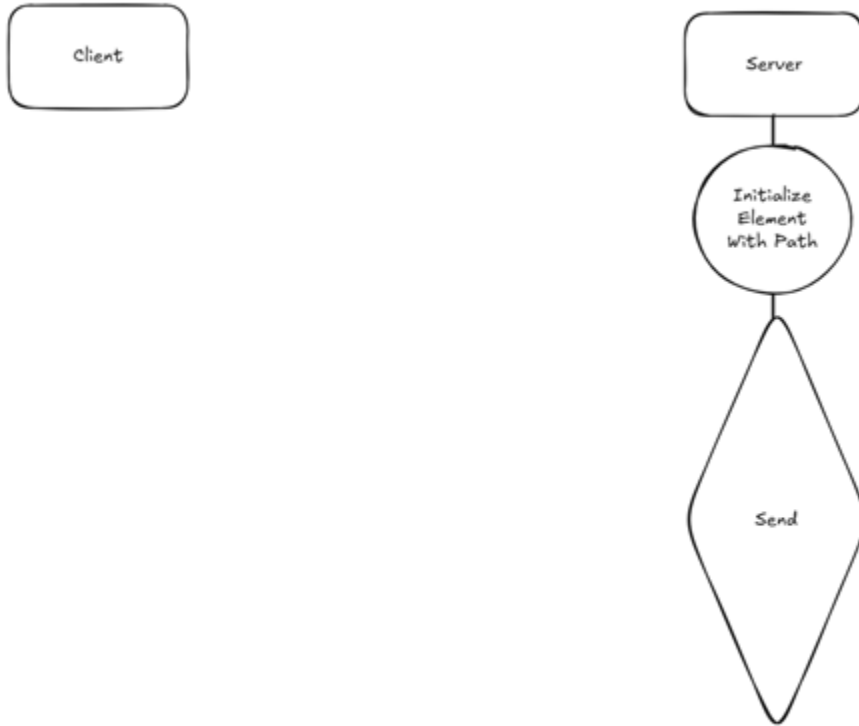 Client
Server
Initialize
Element
With Path
Send